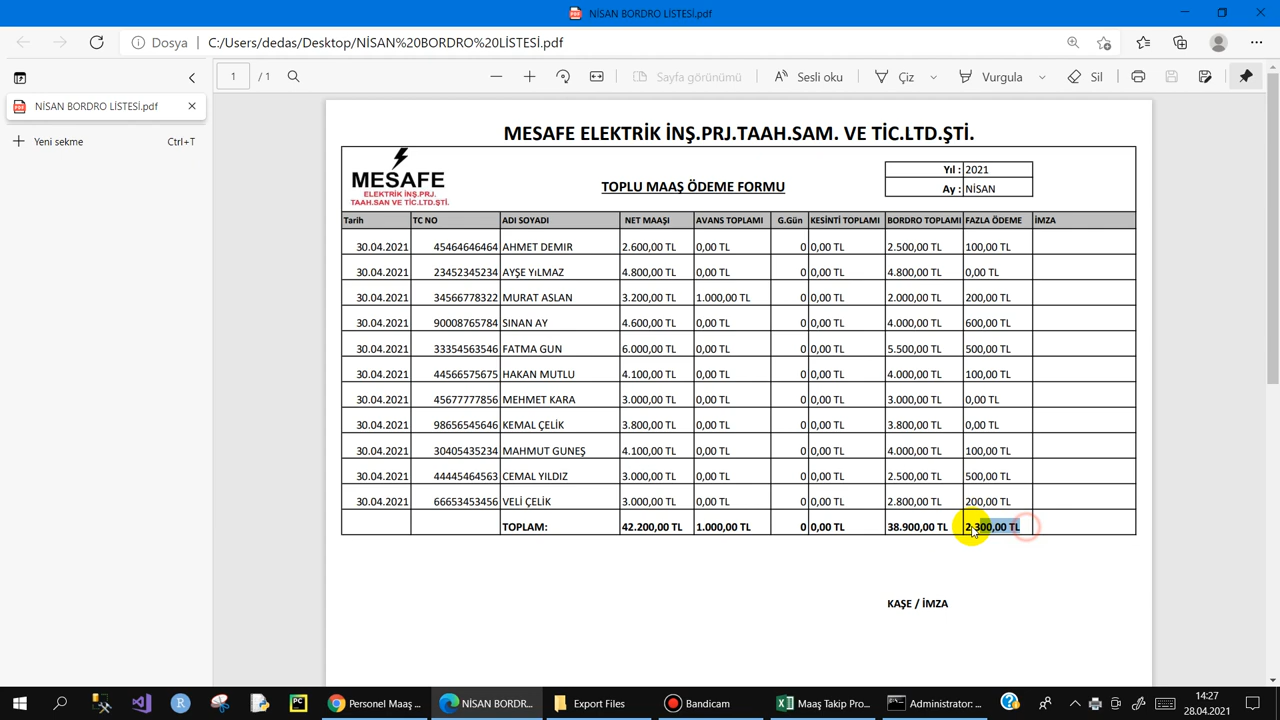 NİSAN BORDRO LİSTESİ.pdf
Dosya C:/Users/dedas/Desktop/NİSAN%20BORDRO%20LİSTESİ.pdf
1 / 1 Sayfa görünümü Sesli oku Çiz Vurgula Sil
NİSAN BORDRO LİSTESİ.pdf
Yeni sekme Ctrl+T
MESAFE ELEKTRİK İNŞ.PRJ.TAAH.SAM. VE TİC.LTD.ŞTİ.
MESAFE
ELEKTRİK İNŞ.PRJ.
TAAH.SAN VE TİC.LTD.ŞTİ.
TOPLU MAAŞ ÖDEME FORMU
Yıl : 2021
Ay : NİSAN
Tarih TC NO ADI SOYADI NET MAAŞI AVANS TOPLAMI G.Gün KESİNTİ TOPLAMI BORDRO TOPLAMI FAZLA ÖDEME İMZA
30.04.2021 45464646464 AHMET DEMIR 2.600,00 TL 0,00 TL 0 0,00 TL 2.500,00 TL 100,00 TL
30.04.2021 23452345234 AYŞE YıLMAZ 4.800,00 TL 0,00 TL 0 0,00 TL 4.800,00 TL 0,00 TL
30.04.2021 34566778322 MURAT ASLAN 3.200,00 TL 1.000,00 TL 0 0,00 TL 2.000,00 TL 200,00 TL
30.04.2021 90008765784 SINAN AY 4.600,00 TL 0,00 TL 0 0,00 TL 4.000,00 TL 600,00 TL
30.04.2021 33354563546 FATMA GUN 6.000,00 TL 0,00 TL 0 0,00 TL 5.500,00 TL 500,00 TL
30.04.2021 44566575675 HAKAN MUTLU 4.100,00 TL 0,00 TL 0 0,00 TL 4.000,00 TL 100,00 TL
30.04.2021 45677777856 MEHMET KARA 3.000,00 TL 0,00 TL 0 0,00 TL 3.000,00 TL 0,00 TL
30.04.2021 98656545646 KEMAL ÇELİK 3.800,00 TL 0,00 TL 0 0,00 TL 3.800,00 TL 0,00 TL
30.04.2021 30405435234 MAHMUT GUNEŞ 4.100,00 TL 0,00 TL 0 0,00 TL 4.000,00 TL 100,00 TL
30.04.2021 44445464563 CEMAL YILDIZ 3.000,00 TL 0,00 TL 0 0,00 TL 2.500,00 TL 500,00 TL
30.04.2021 66653453456 VELİ ÇELİK 3.000,00 TL 0,00 TL 0 0,00 TL 2.800,00 TL 200,00 TL
TOPLAM: 42.200,00 TL 1.000,00 TL 0 0,00 TL 38.900,00 TL 2.300,00 TL
KAŞE / İMZA
PC Personel Maaş ... NİSAN BORDR... Export Files Bandicam Maaş Takip Pro... Administrator: ... 14:27
28.04.2021